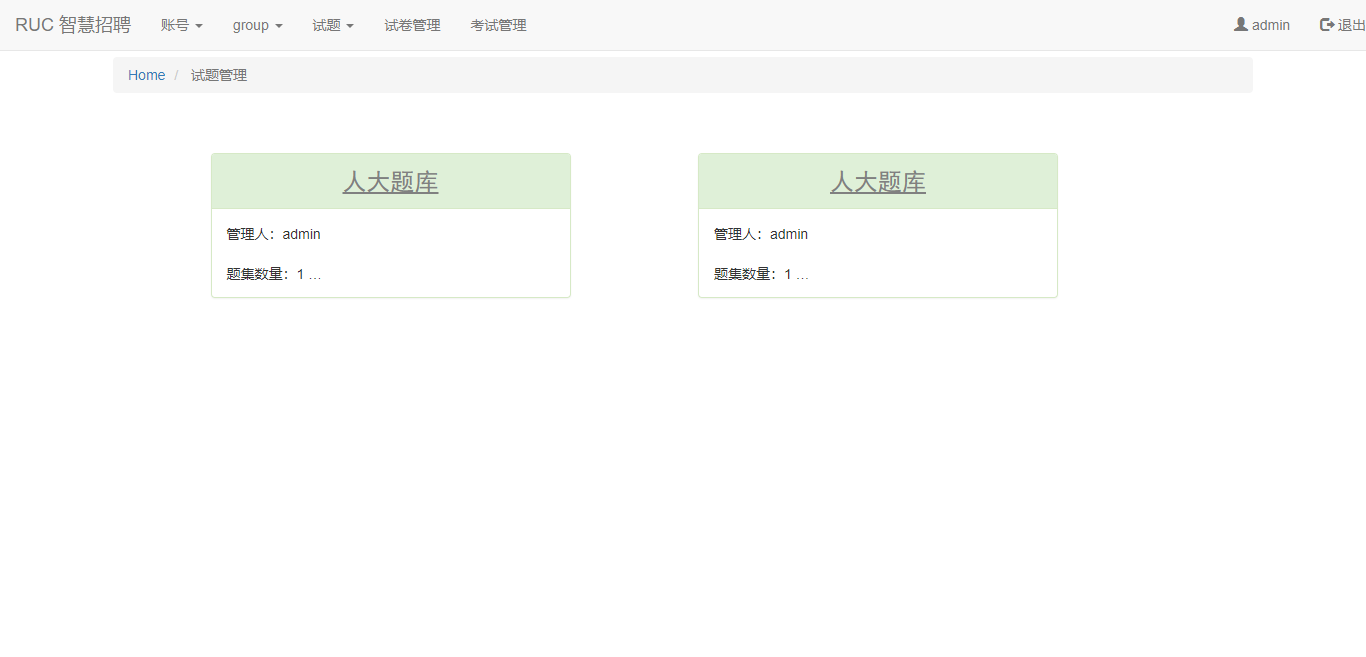 RUC 智慧招聘 账号 group 试题 试卷管理 考试管理 admin 退出
Home / 试题管理
人大题库
管理人：admin
题集数量：1 ...
人大题库
管理人：admin
题集数量：1 ...